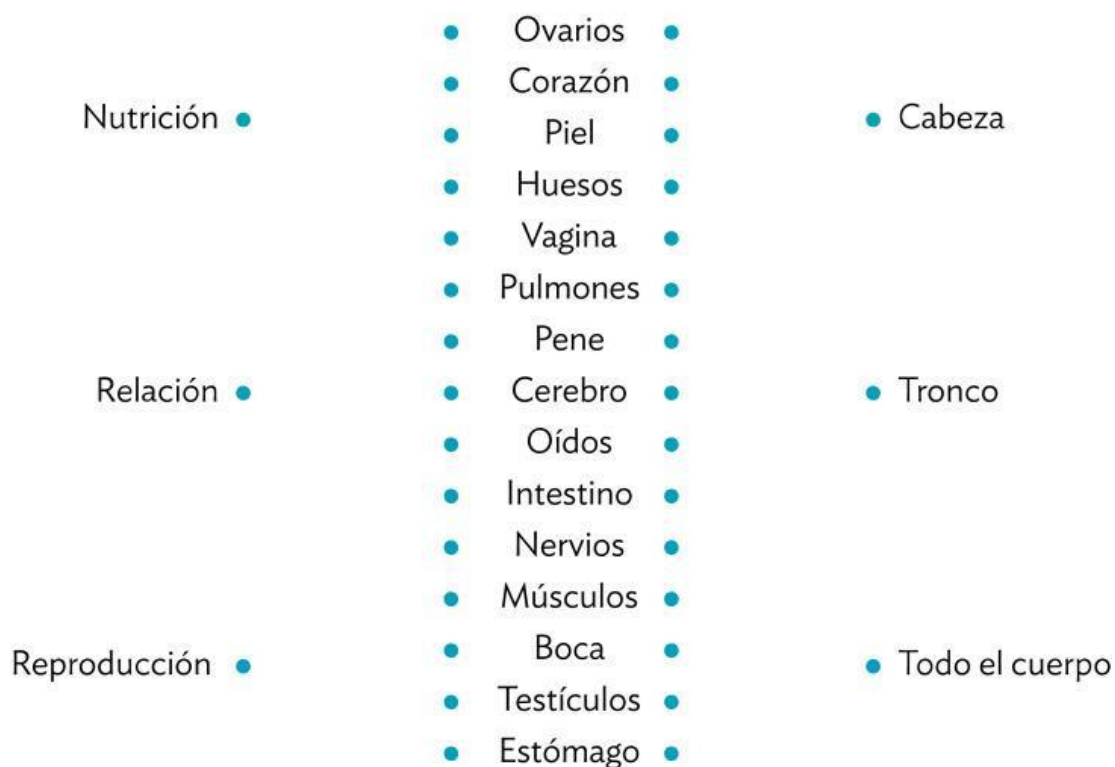 Ovarios
Corazón
Nutrición
Cabeza
Piel
Huesos
Vagina
Pulmones
Pene
Relación
Cerebro
Tronco
Oídos
Intestino
Nervios
Músculos
Boca
Reproducción
Todo el cuerpo
Testículos
Estómago